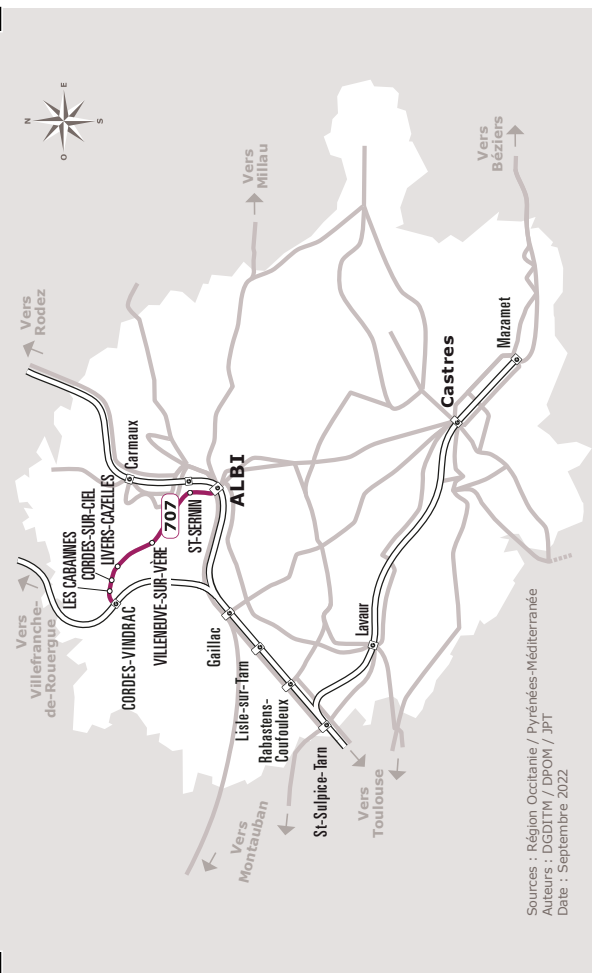 N
E
S
O
Vers
Rodez
Vers
Millau
Vers
Béziers
Vers
Villefranche-
de-Rouergue
Carmaux
LES CABANNES
CORDES-SUR-CIEL
LIVERS-CAZELLES
CORDES-VINDRAC
VILLENEUVE-SUR-VÈRE
707
ST-SERNIN
ALBI
Gaillac
Lisle-sur-Tarn
Rabastens-
Coufouleux
St-Sulpice-Tarn
Lavaur
Castres
Mazamet
Vers
Montauban
Vers
Toulouse
Sources : Région Occitanie / Pyrénées-Méditerranée
Auteurs : DGDITM / DPOM / JPT
Date : Septembre 2022